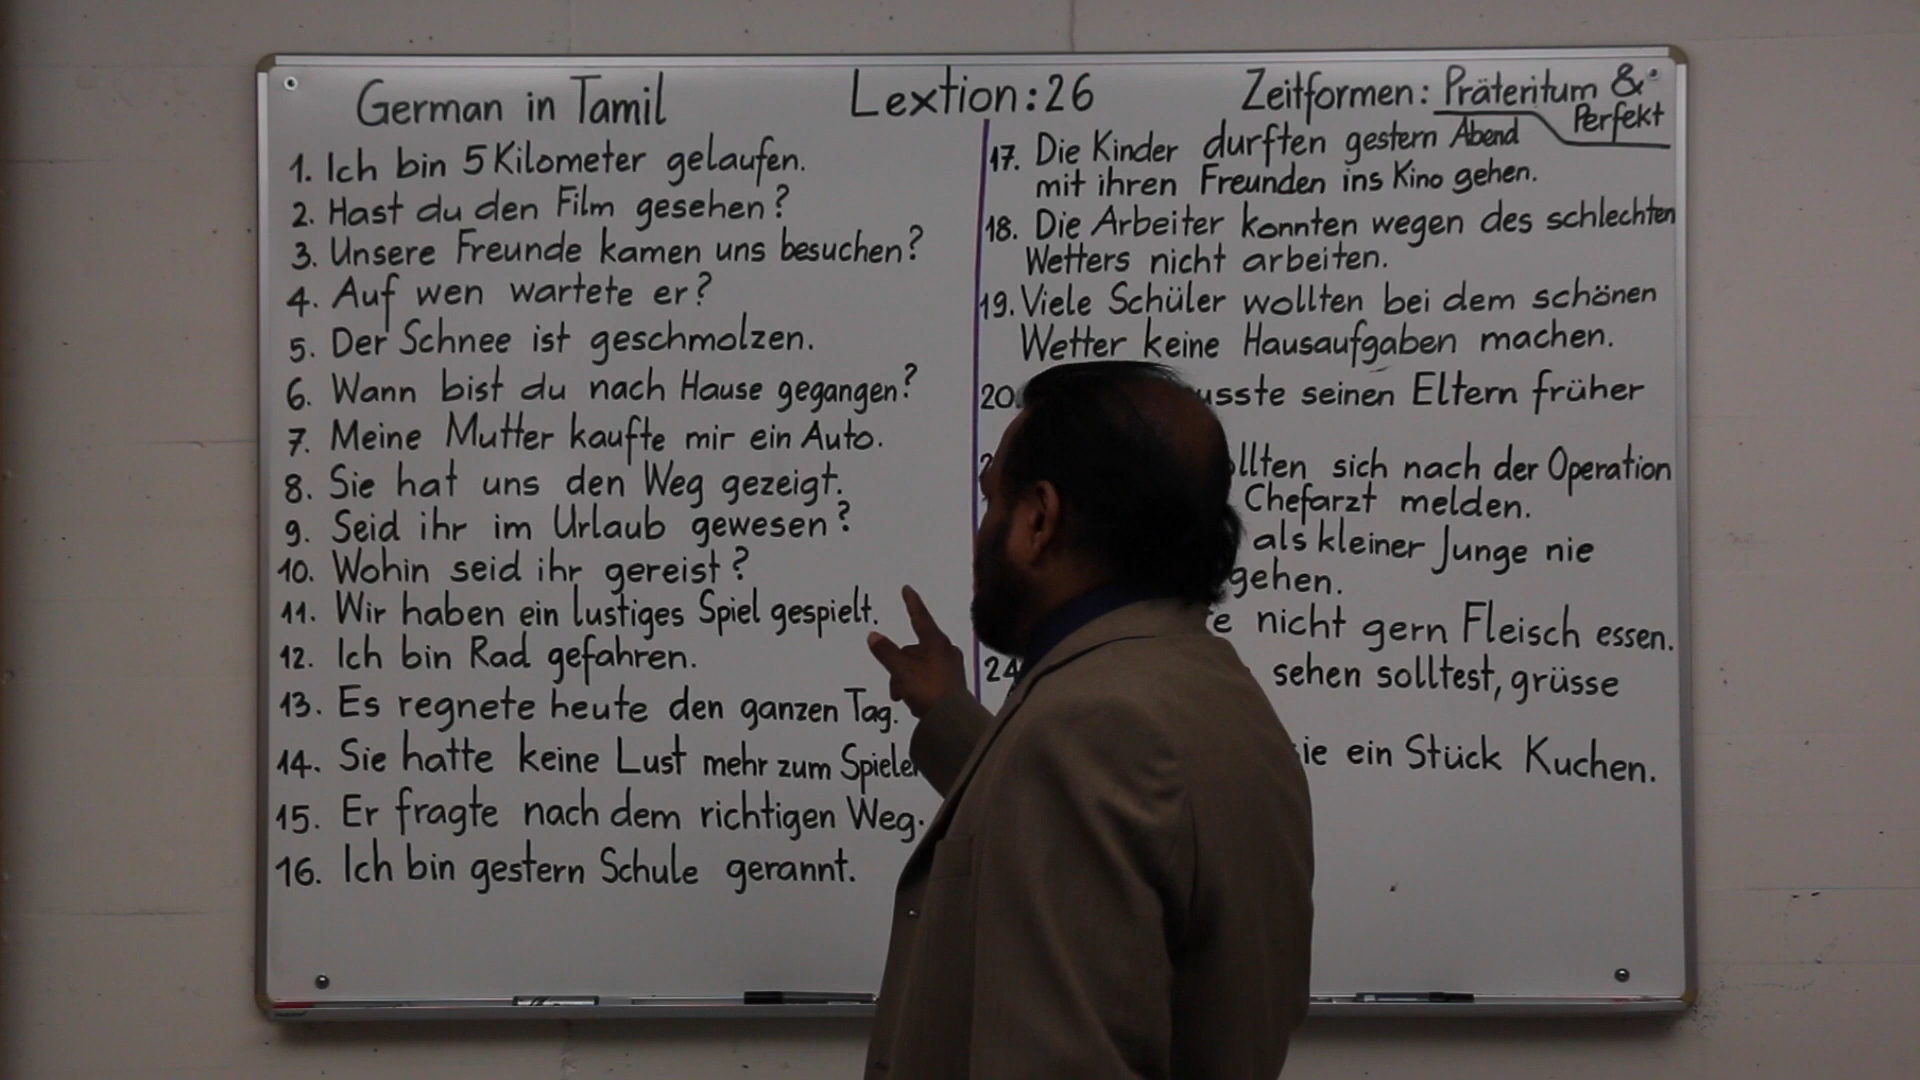 German in Tamil
Lextion:26
Zeitformen: Präteritum &
Perfekt
1. Ich bin 5 Kilometer gelaufen.
2. Hast du den Film gesehen?
3. Unsere Freunde kamen uns besuchen?
4. Auf wen wartete er?
5. Der Schnee ist geschmolzen.
6. Wann bist du nach Hause gegangen?
7. Meine Mutter kaufte mir ein Auto.
8. Sie hat uns den Weg gezeigt.
9. Seid ihr im Urlaub gewesen?
10. Wohin seid ihr gereist?
11. Wir haben ein lustiges Spiel gespielt.
12. Ich bin Rad gefahren.
13. Es regnete heute den ganzen Tag.
14. Sie hatte keine Lust mehr zum
15. Er fragte nach dem richtigen Weg.
16. Ich bin gestern Schule gerannt.
17. Die Kinder durften gestern Abend
mit ihren Freunden ins Kino gehen.
18. Die Arbeiter konnten wegen des schlechten
Wetters nicht arbeiten.
19. Viele Schüler wollten bei dem schönen
Wetter keine Hausaufgaben machen.
20. seinen Eltern früher
sich nach der Operation
Chefarzt melden.
als kleiner Junge nie
gehen.
nicht gern Fleisch essen.
24 sehen solltest, grüsse
ein Stück Kuchen.